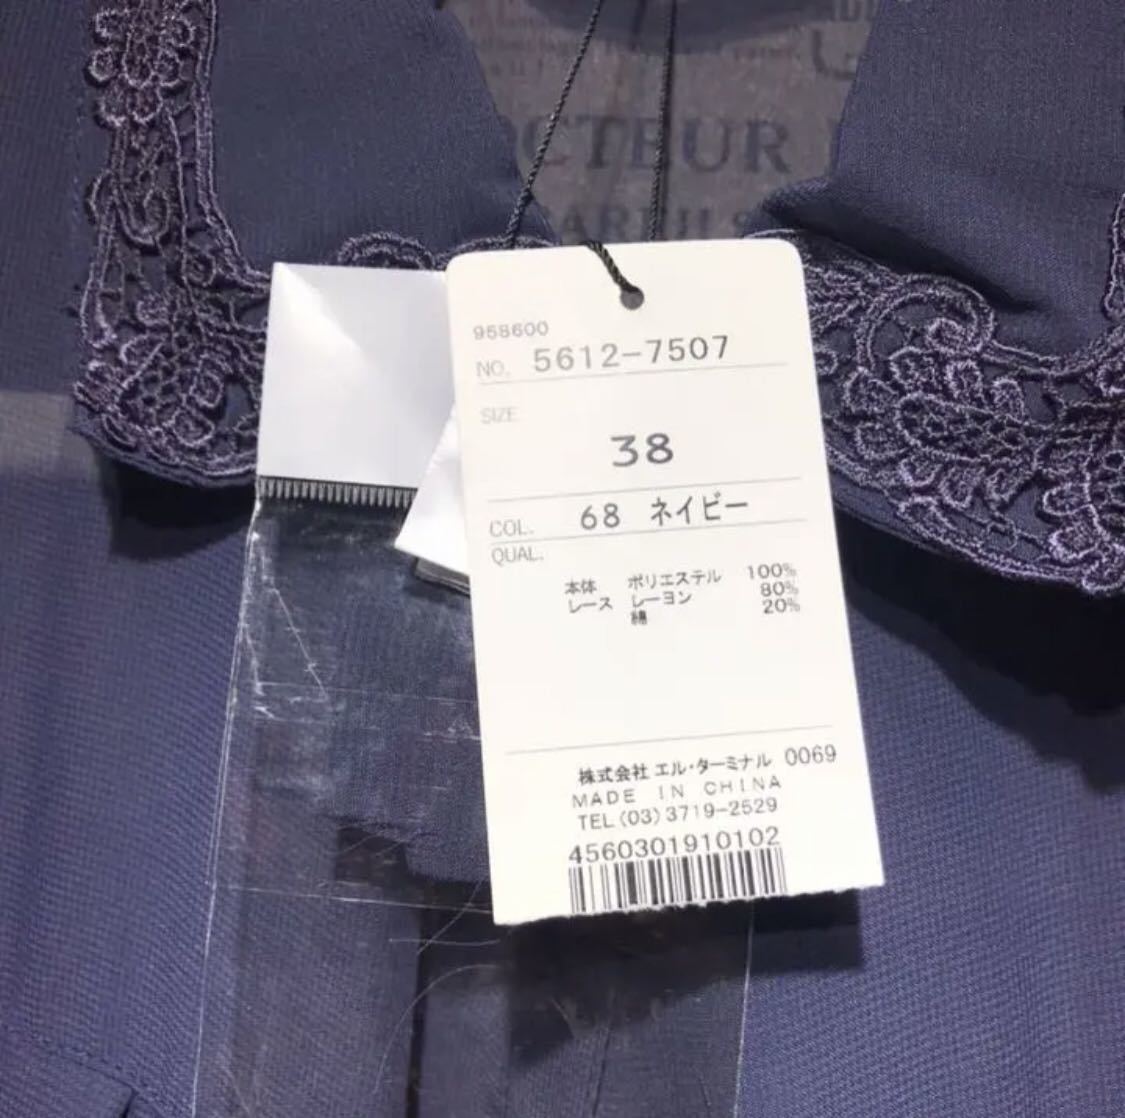 CTEUR
958600
NO. 5612-7507
SIZE
38
COL. 68 ネイビー
QUAL.
本体 ポリエステル 100%
レース レーヨン 80%
綿 20%
株式会社 エル・ターミナル 0069
MADE IN CHINA
TEL (03) 3719-2529
4560301910102